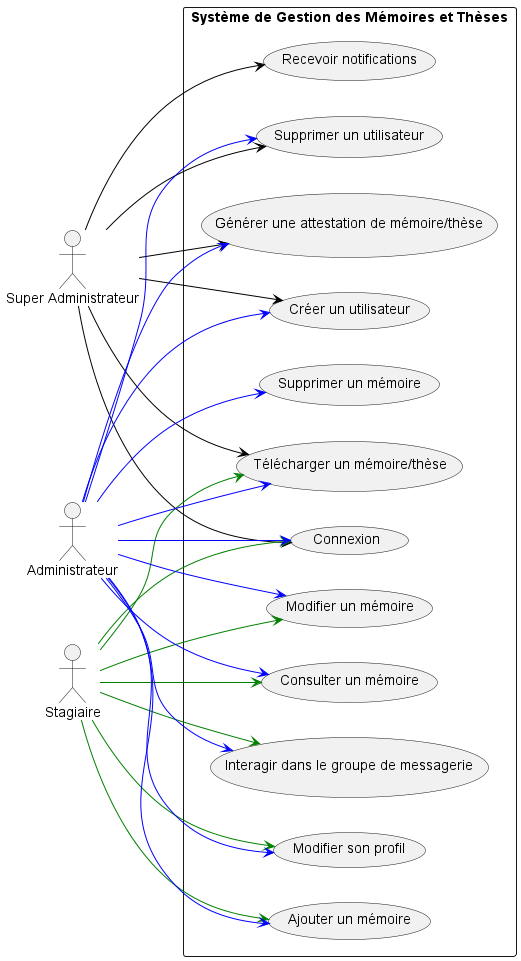 Système de Gestion des Mémoires et Thèses
Recevoir notifications
Supprimer un utilisateur
Générer une attestation de mémoire/thèse
Super Administrateur
Créer un utilisateur
Supprimer un mémoire
Télécharger un mémoire/thèse
Connexion
Administrateur
Modifier un mémoire
Consulter un mémoire
Stagiaire
Interagir dans le groupe de messagerie
Modifier son profil
Ajouter un mémoire